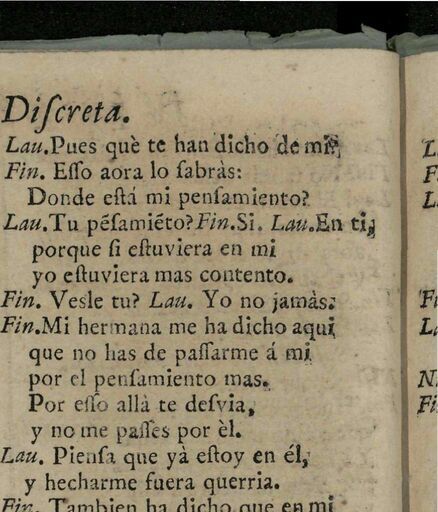 Diſcreta.
Lau.Pues què te han dicho de mi?
Fin. Eſſo aora lo ſabràs:
Donde eſtá mi penſamiento?
Lau.Tu pẽſamiẽto? Fin.Si. Lau.En ti,
porque ſi eſtuviera en mi
yo eſtuviera mas contento.
Fin. Vesle tu? Lau. Yo no jamàs.
Fin.Mi hermana me ha dicho aqui
que no has de paſſarme á mi
por el penſamiento mas.
Por eſſo allà te deſvia,
y no me paſſes por èl.
Lau. Pienſa que yà eſtoy en él,
y hecharme fuera querria.
Fin. Tambien ha dicho que en mi
L
F
L
Fi
La
N
Fi